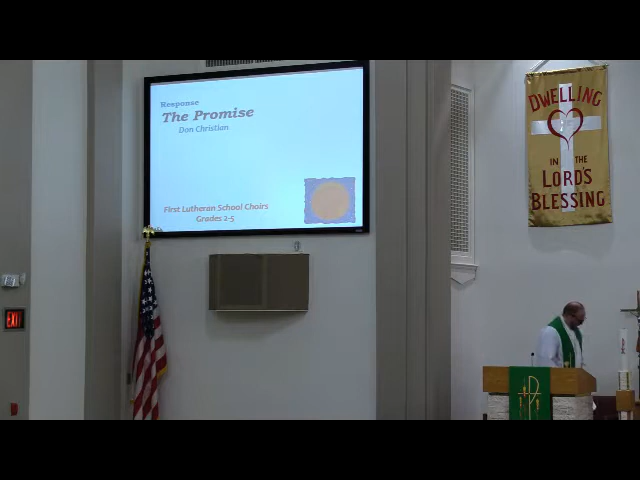 Response
The Promise
Don Christian
First Lutheran School Choirs
Grades 2-5
DWELLING
IN THE
LORD'S
BLESSING
EXIT